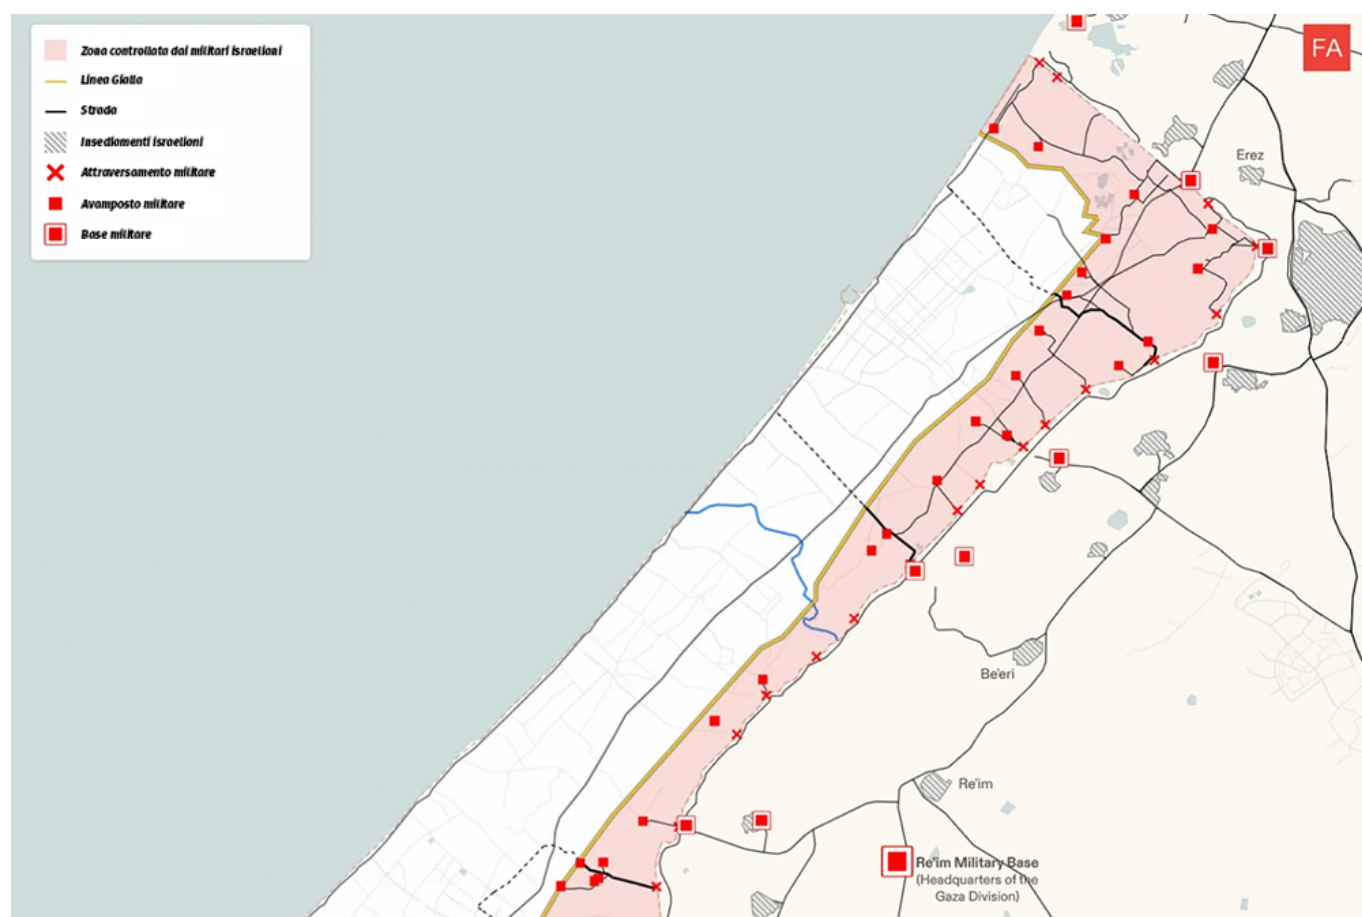 Zona controllata dai militari israeliani
Linea Gialla
Strada
Insediamenti israeliani
Attraversamento militare
Avamposto militare
Base militare
FA
Erez
Be'eri
Re'im
Re'im Military Base
(Headquarters of the
Gaza Division)